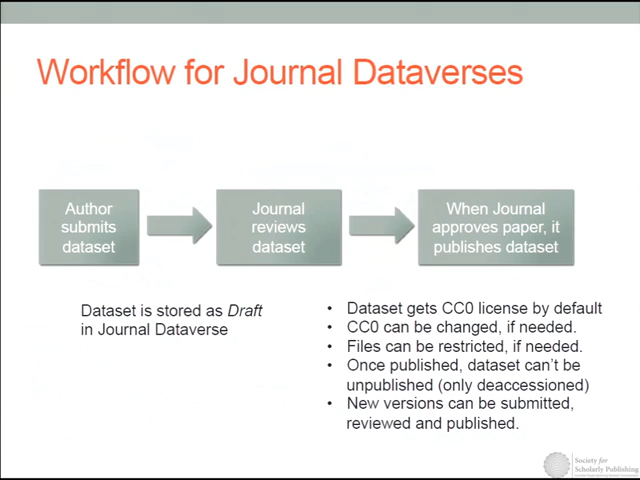 Workflow for Journal Dataverses
Author
submits
dataset
Journal
reviews
dataset
When Journal
approves paper, it
publishes dataset
Dataset is stored as Draft
in Journal Dataverse
• Dataset gets CC0 license by default
• CC0 can be changed, if needed.
• Files can be restricted, if needed.
• Once published, dataset can't be
unpublished (only deaccessioned)
• New versions can be submitted,
reviewed and published.
Society for
Scholarly Publishing